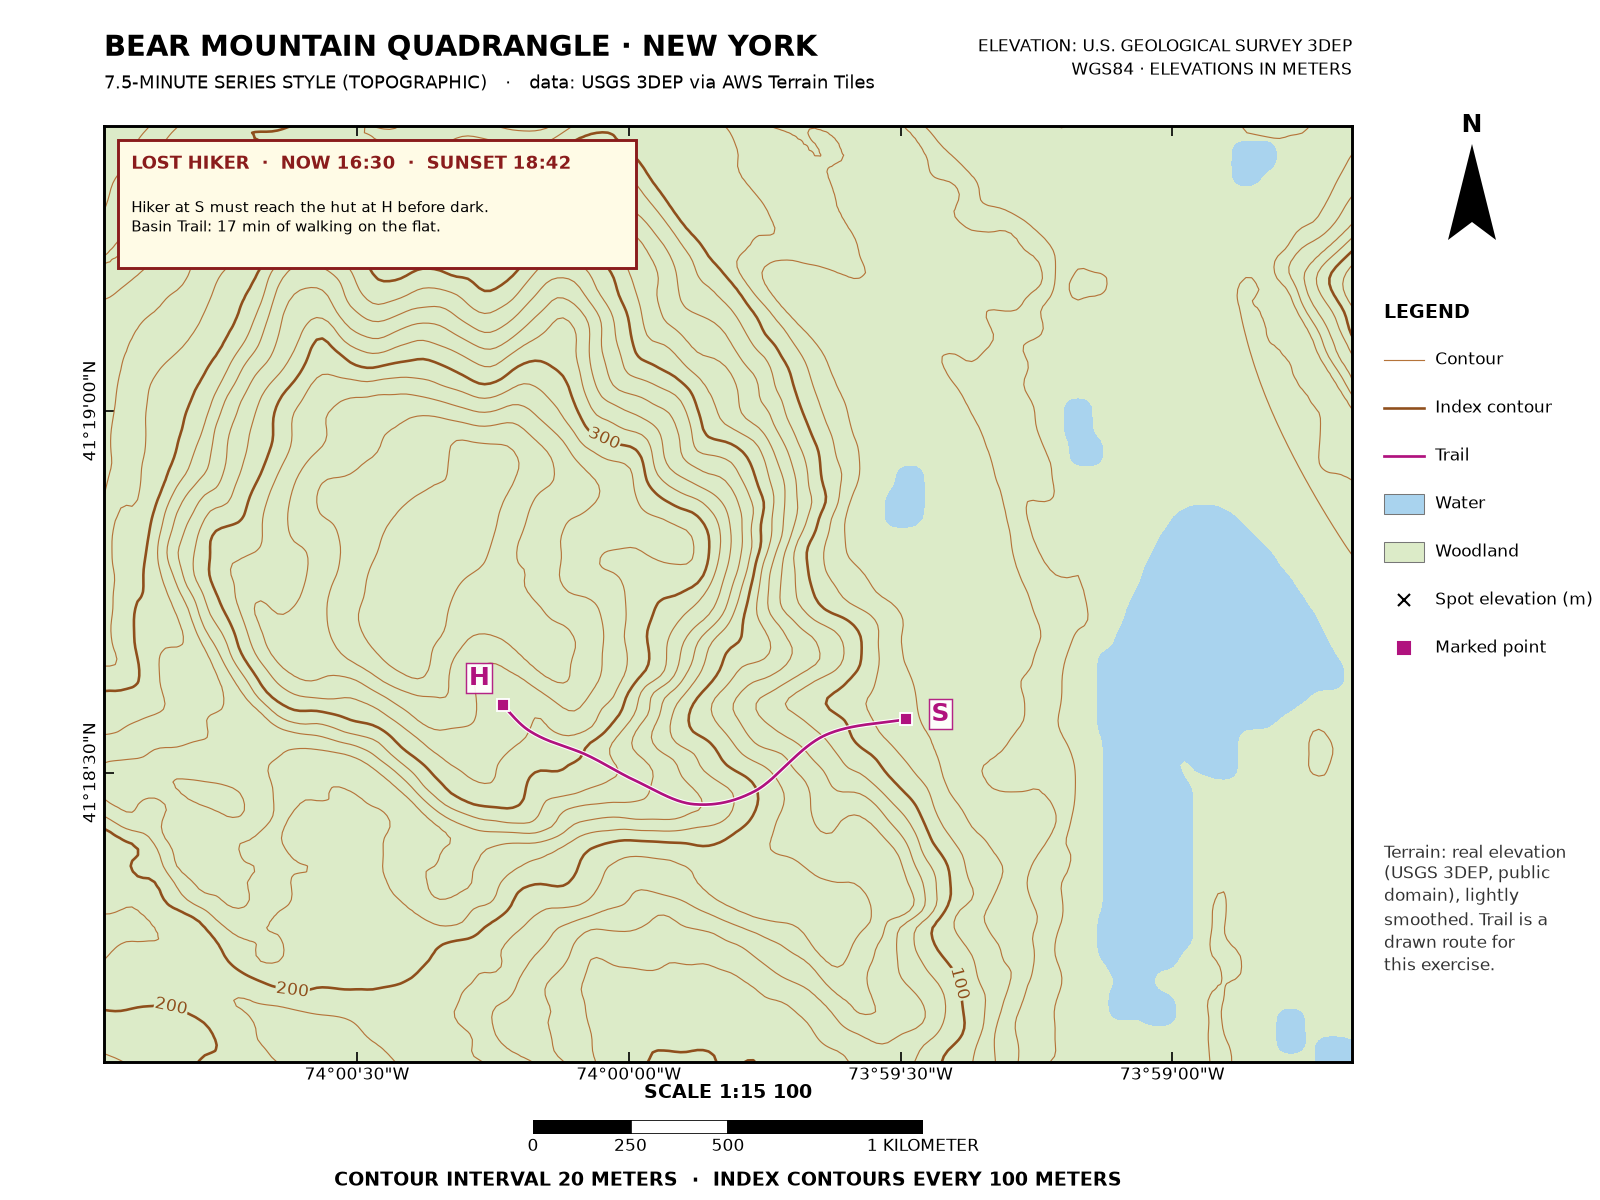 BEAR MOUNTAIN QUADRANGLE · NEW YORK
7.5-MINUTE SERIES STYLE (TOPOGRAPHIC)   ·   data: USGS 3DEP via AWS Terrain Tiles
ELEVATION: U.S. GEOLOGICAL SURVEY 3DEP
WGS84 · ELEVATIONS IN METERS
LOST HIKER · NOW 16:30 · SUNSET 18:42
Hiker at S must reach the hut at H before dark.
Basin Trail: 17 min of walking on the flat.
N
LEGEND
Contour
Index contour
Trail
Water
Woodland
Spot elevation (m)
Marked point
Terrain: real elevation
(USGS 3DEP, public
domain), lightly
smoothed. Trail is a
drawn route for
this exercise.
41°19'00"N
41°18'30"N
300
H
S
200
200
100
74°00'30"W
74°00'00"W
73°59'30"W
73°59'00"W
SCALE 1:15 100
0
250
500
1 KILOMETER
CONTOUR INTERVAL 20 METERS · INDEX CONTOURS EVERY 100 METERS